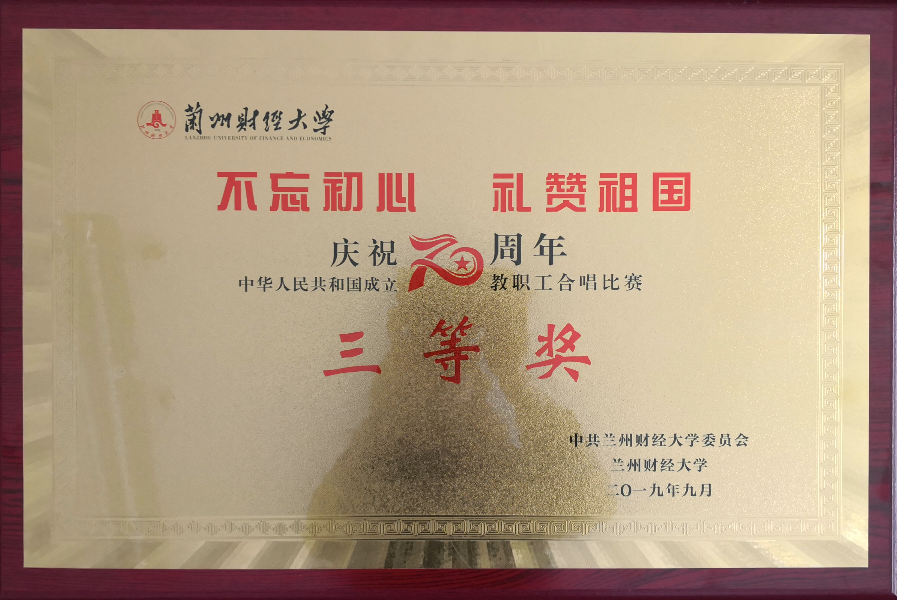 蘭州财经大学
LANZHOU UNIVERSITY OF FINANCE AND ECONOMICS
不忘初心 礼赞祖国
庆祝70周年
中华人民共和国成立 教职工合唱比赛
三等奖
中共兰州财经大学委员会
兰州财经大学
二〇一九年九月